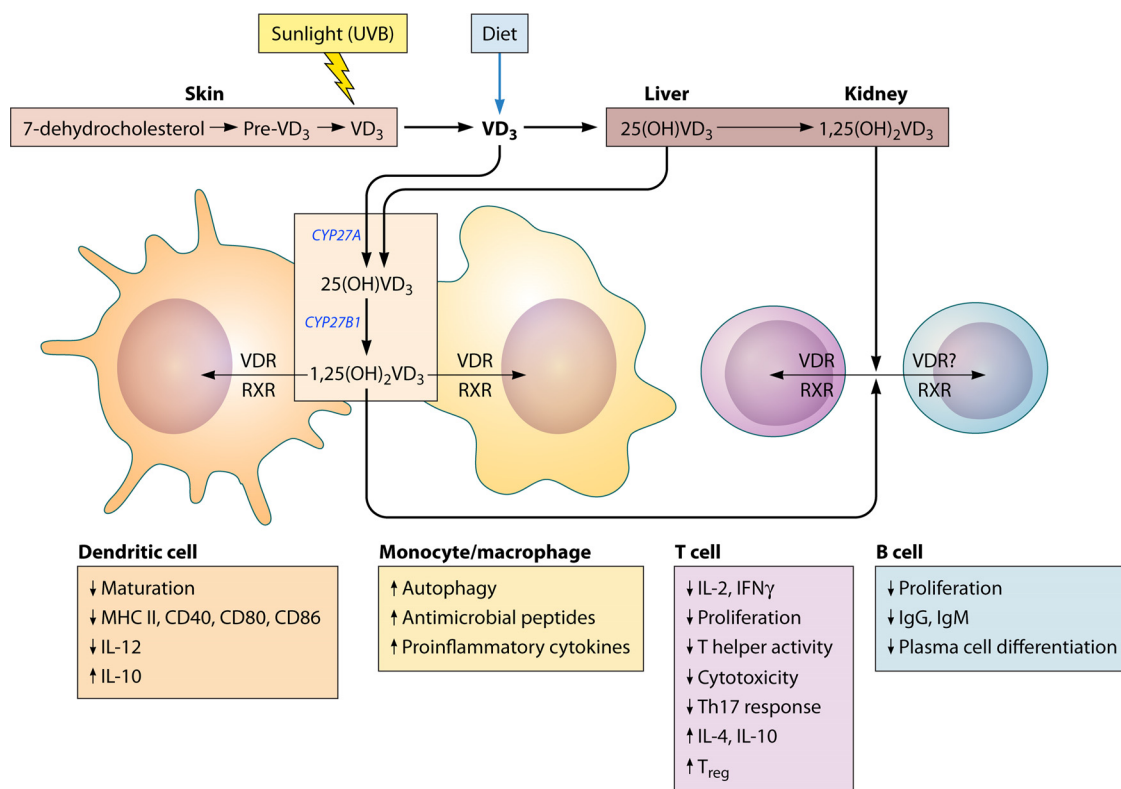 Sunlight (UVB)
Diet
Skin
Liver
Kidney
7-dehydrocholesterol → Pre-VD₃ → VD₃
VD₃
25(OH)VD₃
1,25(OH)₂VD₃
CYP27A
25(OH)VD₃
CYP27B1
1,25(OH)₂VD₃
VDR
RXR
VDR
RXR
VDR
RXR
VDR?
RXR
Dendritic cell
↓ Maturation
↓ MHC II, CD40, CD80, CD86
↓ IL-12
↑ IL-10
Monocyte/macrophage
↑ Autophagy
↑ Antimicrobial peptides
↑ Proinflammatory cytokines
T cell
↓ IL-2, IFNγ
↓ Proliferation
↓ T helper activity
↓ Cytotoxicity
↓ Th17 response
↑ IL-4, IL-10
↑ Treg
B cell
↓ Proliferation
↓ IgG, IgM
↓ Plasma cell differentiation